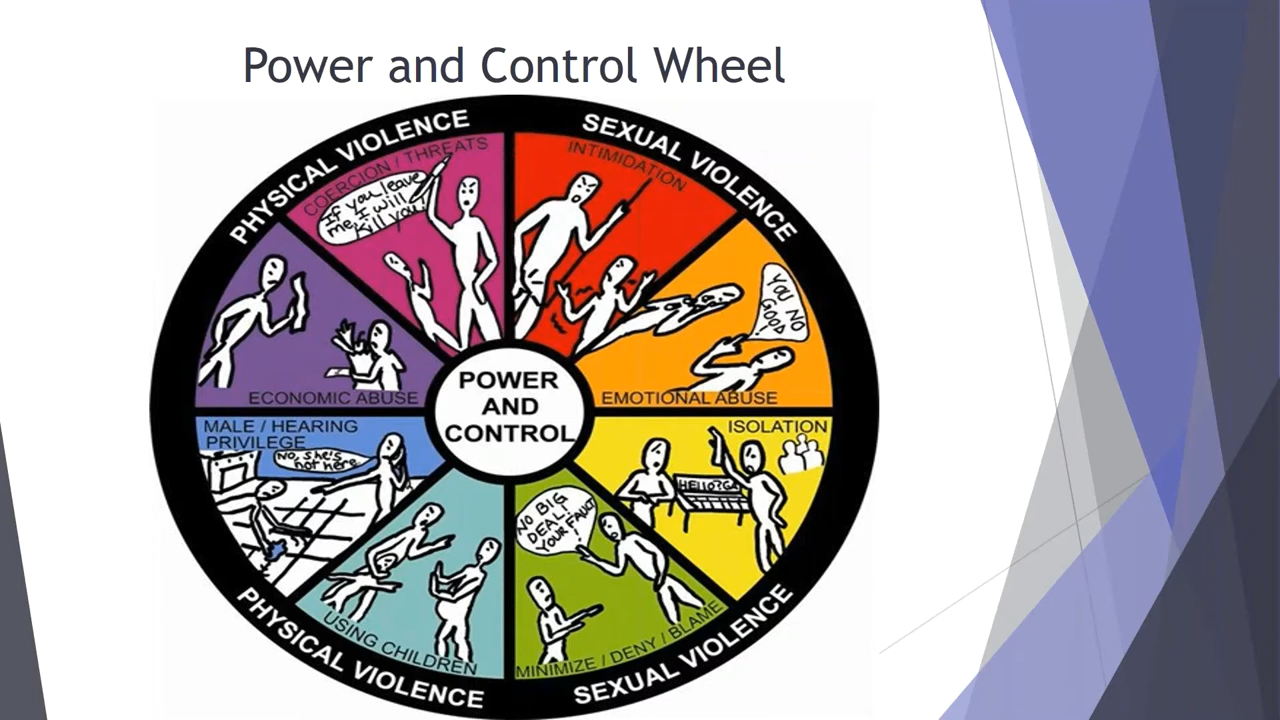 Power and Control Wheel
PHYSICAL VIOLENCE
SEXUAL VIOLENCE
COERCION / THREATS
If you leave
me, I will
kill you!
INTIMIDATION
YOU NO
GOOD!
EMOTIONAL ABUSE
ECONOMIC ABUSE
POWER
AND
CONTROL
MALE / HEARING
PRIVILEGE
No, she's
not here
ISOLATION
NO BIG
DEAL!
YOUR FAULT
USING CHILDREN
MINIMIZE / DENY / BLAME
PHYSICAL VIOLENCE
SEXUAL VIOLENCE